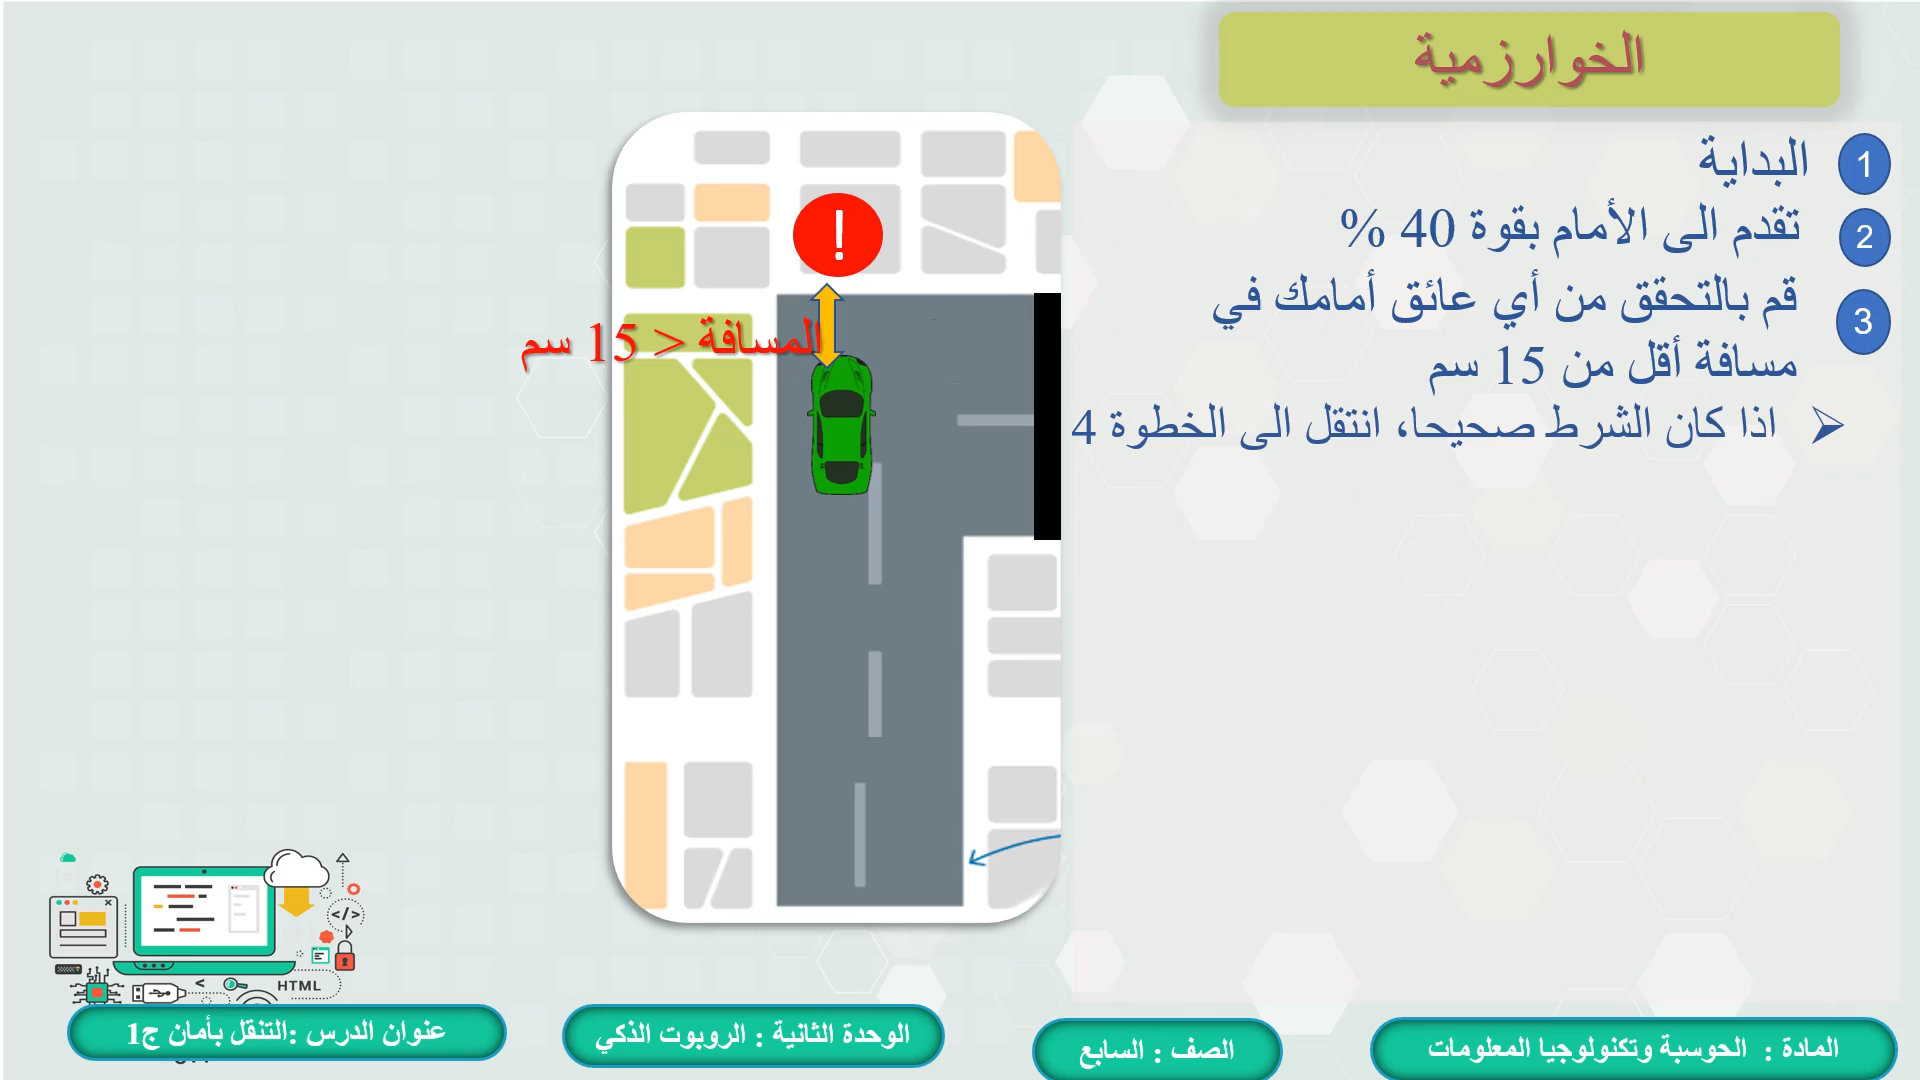 الخوارزمية
1 البداية
2 تقدم الى الأمام بقوة 40 %
3 قم بالتحقق من أي عائق أمامك في
مسافة أقل من 15 سم
اذا كان الشرط صحيحا، انتقل الى الخطوة 4
!
المسافة < 15 سم
</>
<
HTML
المادة : الحوسبة وتكنولوجيا المعلومات
الصف : السابع
الوحدة الثانية : الروبوت الذكي
عنوان الدرس :التنقل بأمان ج1